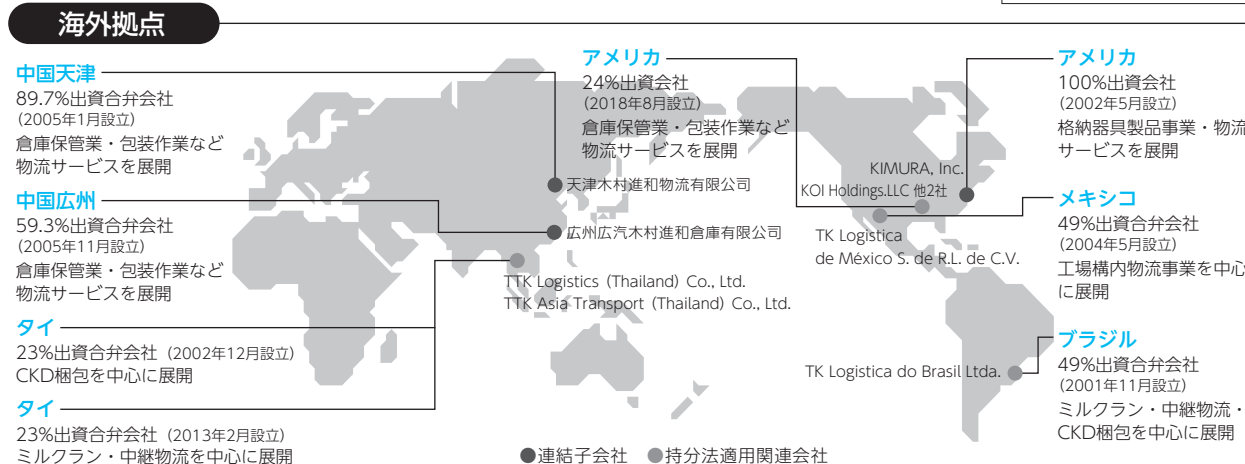 海外拠点
中国天津
89.7%出資合弁会社
(2005年1月設立)
倉庫保管業・包装作業など
物流サービスを展開
中国広州
59.3%出資合弁会社
(2005年11月設立)
倉庫保管業・包装作業など
物流サービスを展開
タイ
23%出資合弁会社 (2002年12月設立)
CKD梱包を中心に展開
タイ
23%出資合弁会社 (2013年2月設立)
ミルクラン・中継物流を中心に展開
アメリカ
24%出資会社
(2018年8月設立)
倉庫保管業・包装作業など
物流サービスを展開
天津木村進和物流有限公司
広州広汽木村進和倉庫有限公司
TTK Logistics (Thailand) Co., Ltd.
TTK Asia Transport (Thailand) Co., Ltd.
KIMURA, Inc.
KOI Holdings.LLC 他2社
TK Logistica
de México S. de R.L. de C.V.
TK Logistica do Brasil Ltda.
アメリカ
100%出資会社
(2002年5月設立)
格納器具製品事業・物流
サービスを展開
メキシコ
49%出資合弁会社
(2004年5月設立)
工場構内物流事業を中心
に展開
ブラジル
49%出資合弁会社
(2001年11月設立)
ミルクラン・中継物流・
CKD梱包を中心に展開
●連結子会社 ●持分法適用関連会社